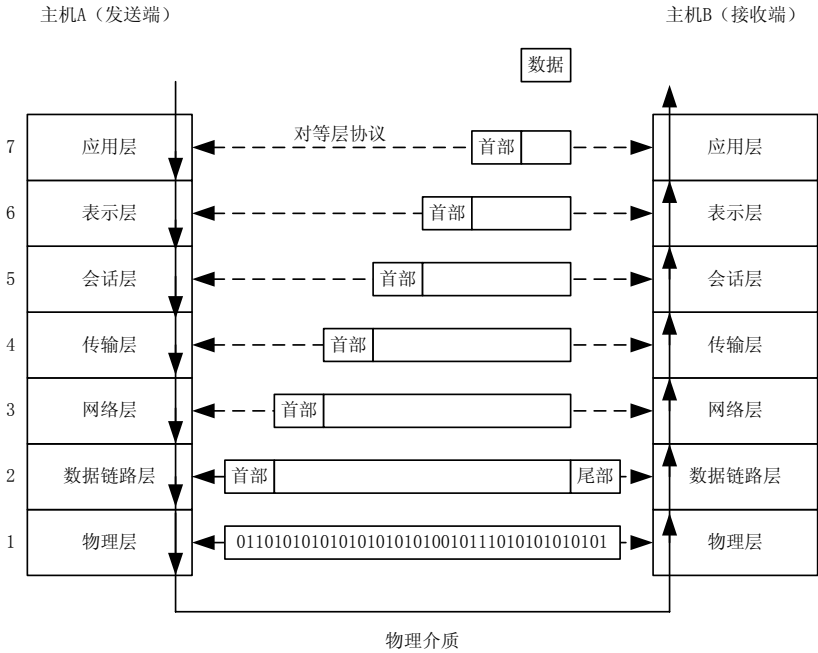 主机A（发送端） 主机B（接收端）
数据
7 应用层 对等层协议 首部 应用层
6 表示层 首部 表示层
5 会话层 首部 会话层
4 传输层 首部 传输层
3 网络层 首部 网络层
2 数据链路层 首部 尾部 数据链路层
1 物理层 0110101010101010101010010111010101010101 物理层
物理介质